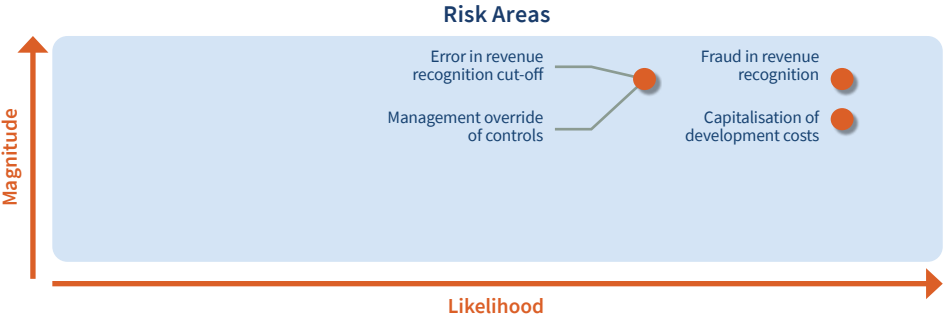 Risk Areas
Error in revenue
recognition cut-off
Management override
of controls
Fraud in revenue
recognition
Capitalisation of
development costs
Magnitude
Likelihood